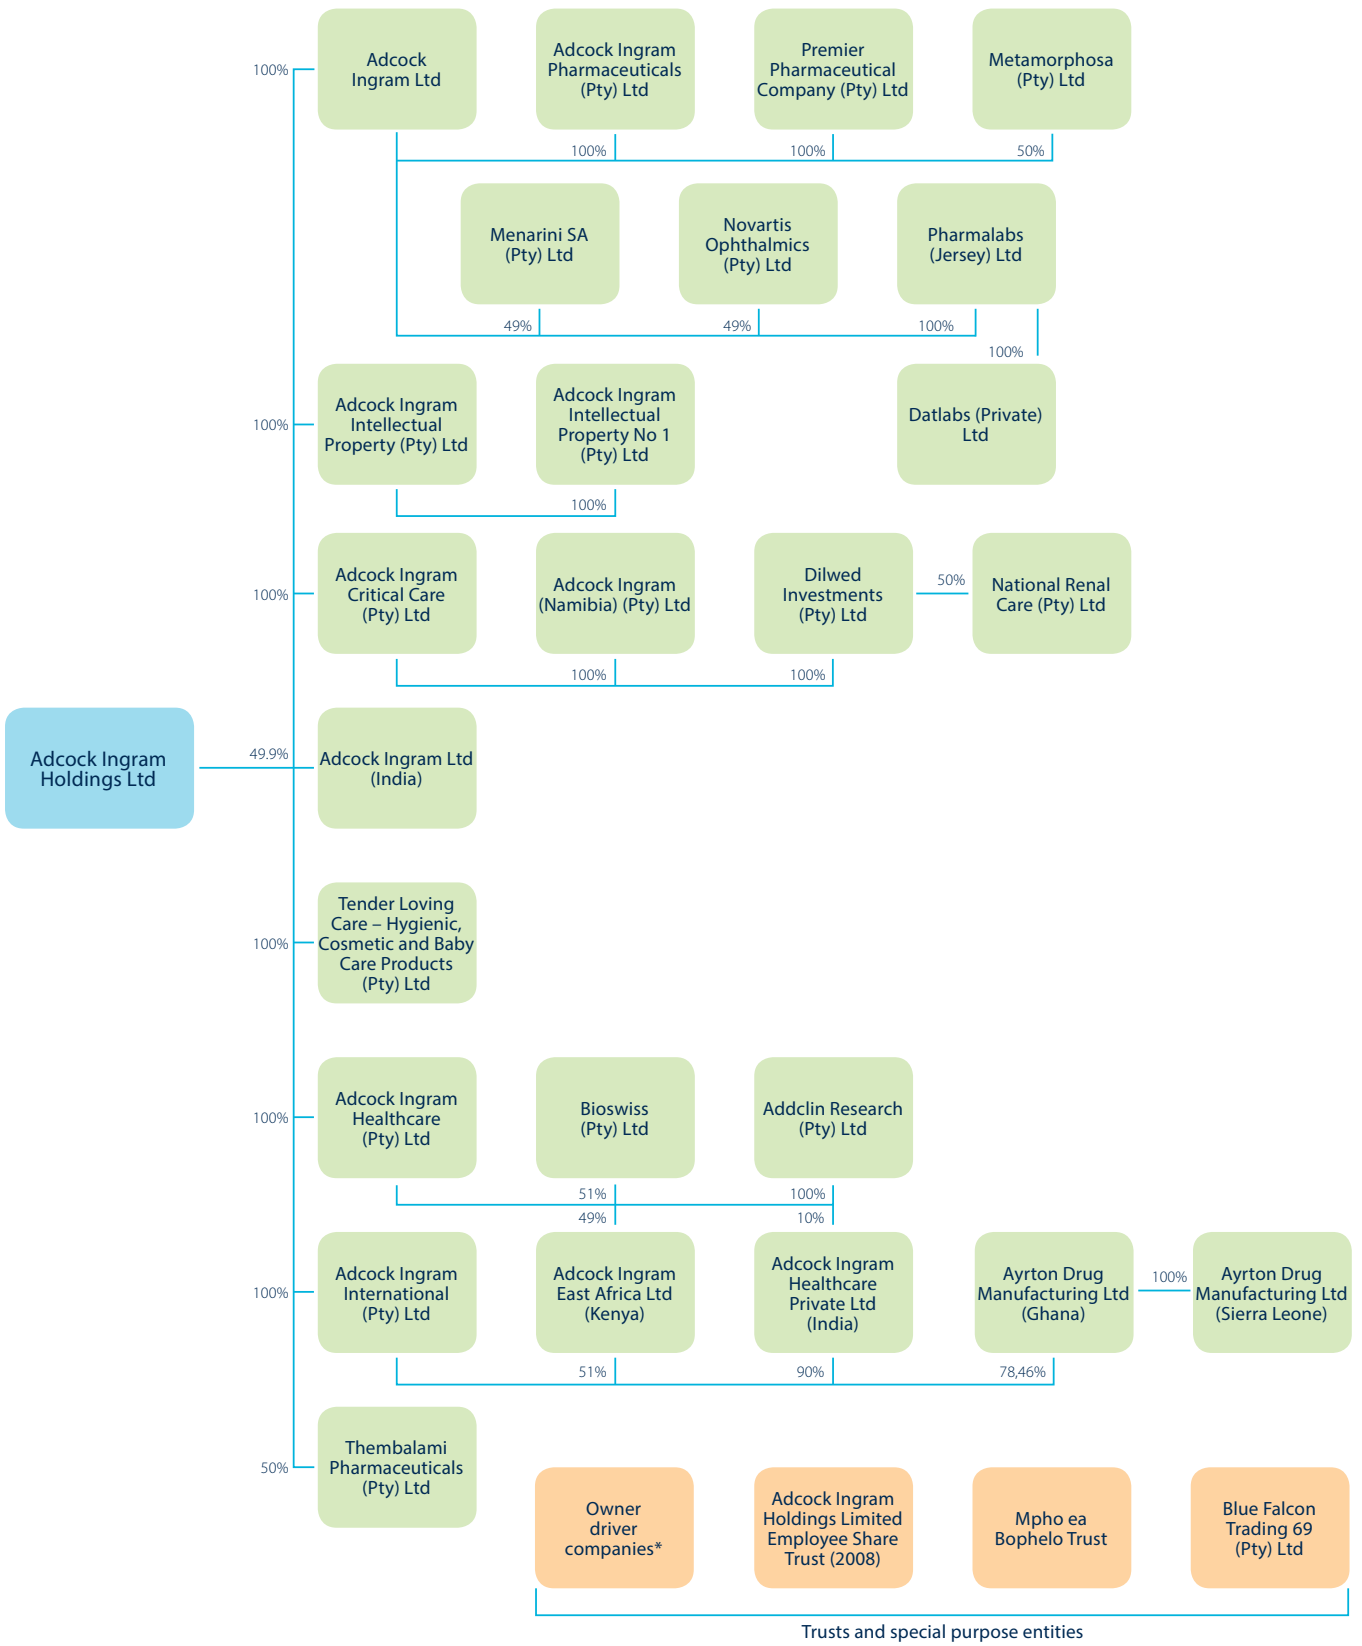 Adcock
Ingram Ltd
Adcock Ingram
Pharmaceuticals
(Pty) Ltd
Premier
Pharmaceutical
Company (Pty) Ltd
Metamorphosa
(Pty) Ltd
100%
100%
100%
50%
Menarini SA
(Pty) Ltd
Novartis
Ophthalmics
(Pty) Ltd
Pharmalabs
(Jersey) Ltd
49%
49%
100%
100%
Adcock Ingram
Intellectual
Property (Pty) Ltd
Adcock Ingram
Intellectual
Property No 1
(Pty) Ltd
Datlabs (Private)
Ltd
100%
100%
Adcock Ingram
Critical Care
(Pty) Ltd
Adcock Ingram
(Namibia) (Pty) Ltd
Dilwed
Investments
(Pty) Ltd
50%
National Renal
Care (Pty) Ltd
100%
100%
100%
Adcock Ingram
Holdings Ltd
49.9%
Adcock Ingram Ltd
(India)
Tender Loving
Care – Hygienic,
Cosmetic and Baby
Care Products
(Pty) Ltd
100%
Adcock Ingram
Healthcare
(Pty) Ltd
Bioswiss
(Pty) Ltd
Addclin Research
(Pty) Ltd
100%
51%
100%
49%
10%
Adcock Ingram
International
(Pty) Ltd
Adcock Ingram
East Africa Ltd
(Kenya)
Adcock Ingram
Healthcare
Private Ltd
(India)
Ayrton Drug
Manufacturing Ltd
(Ghana)
100%
Ayrton Drug
Manufacturing Ltd
(Sierra Leone)
100%
51%
90%
78,46%
Thembalami
Pharmaceuticals
(Pty) Ltd
50%
Owner
driver
companies*
Adcock Ingram
Holdings Limited
Employee Share
Trust (2008)
Mpho ea
Bophelo Trust
Blue Falcon
Trading 69
(Pty) Ltd
Trusts and special purpose entities